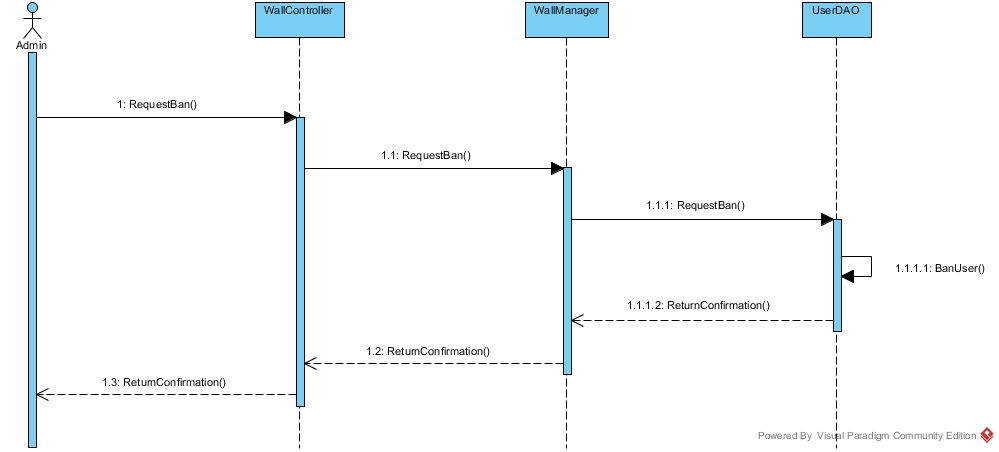 WallController
WallManager
UserDAO
Admin
1: RequestBan()
1.1: RequestBan()
1.1.1: RequestBan()
1.1.1.1: BanUser()
1.1.1.2: ReturnConfirmation()
1.2: ReturnConfirmation()
1.3: ReturnConfirmation()
Powered By Visual Paradigm Community Edition